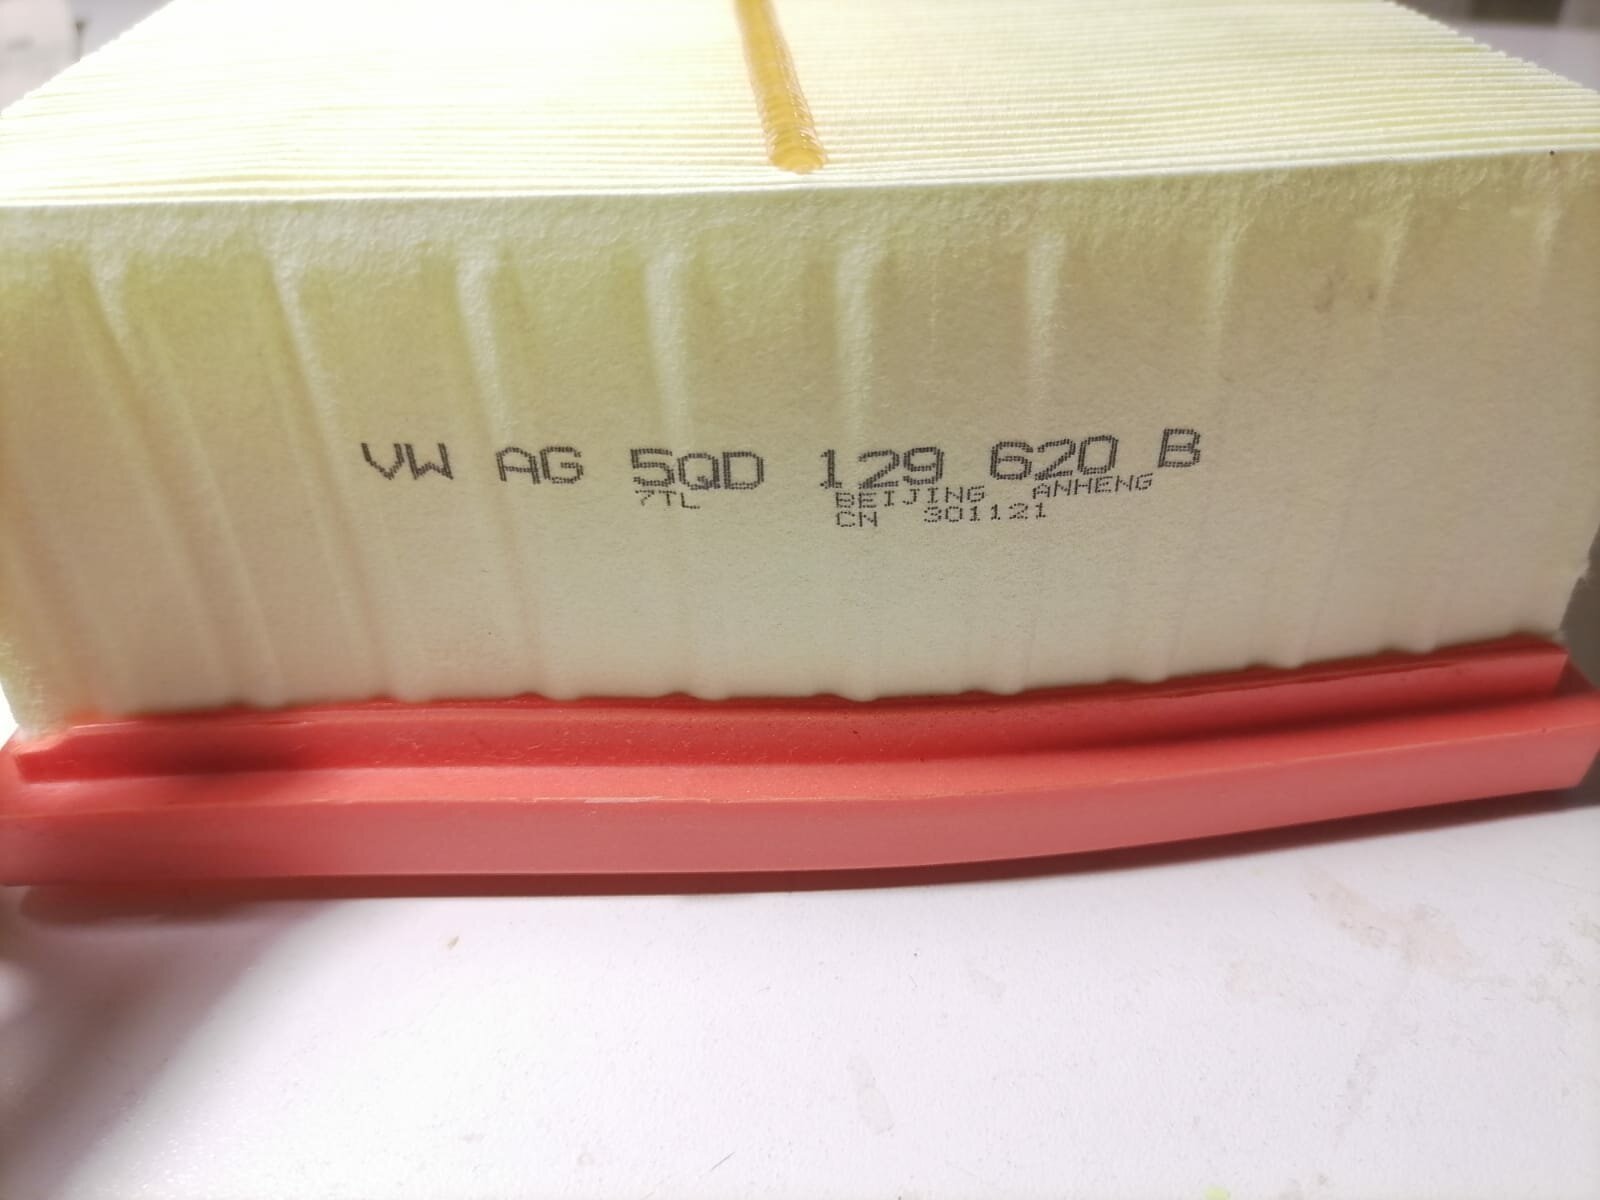 VW AG 5QD 129 620 B
7TL BEIJING ANHENG
CN 301121